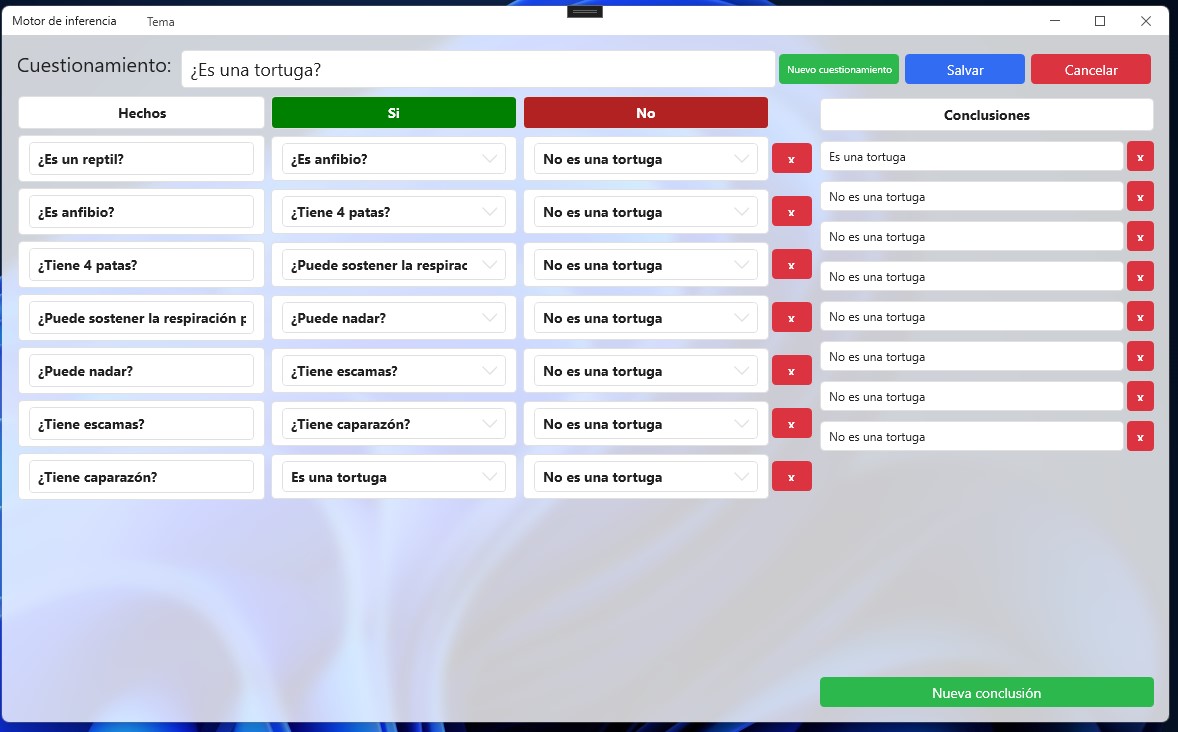 Motor de inferencia Tema
Cuestionamiento: ¿Es una tortuga? Nuevo cuestionamiento Salvar Cancelar
Hechos Si No Conclusiones
¿Es un reptil? ¿Es anfibio? No es una tortuga x Es una tortuga x
¿Es anfibio? ¿Tiene 4 patas? No es una tortuga x No es una tortuga x
¿Tiene 4 patas? ¿Puede sostener la respirac No es una tortuga x No es una tortuga x
¿Puede sostener la respiración p ¿Puede nadar? No es una tortuga x No es una tortuga x
¿Puede nadar? ¿Tiene escamas? No es una tortuga x No es una tortuga x
¿Tiene escamas? ¿Tiene caparazón? No es una tortuga x No es una tortuga x
¿Tiene caparazón? Es una tortuga No es una tortuga x No es una tortuga x
No es una tortuga x
Nueva conclusión